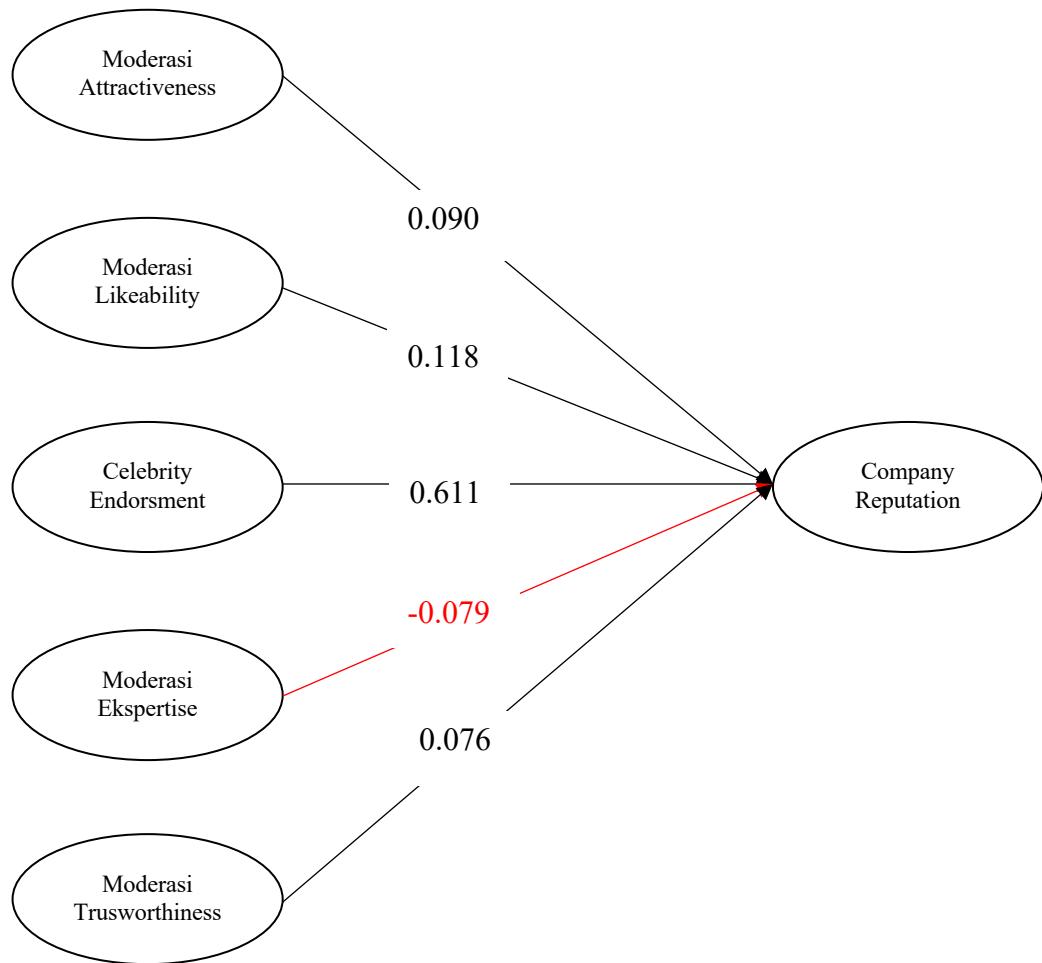 Moderasi
Attractiveness
0.090
Moderasi
Likeability
0.118
Celebrity
Endorsment
0.611
Company
Reputation
-0.079
Moderasi
Ekspertise
0.076
Moderasi
Trusworthiness